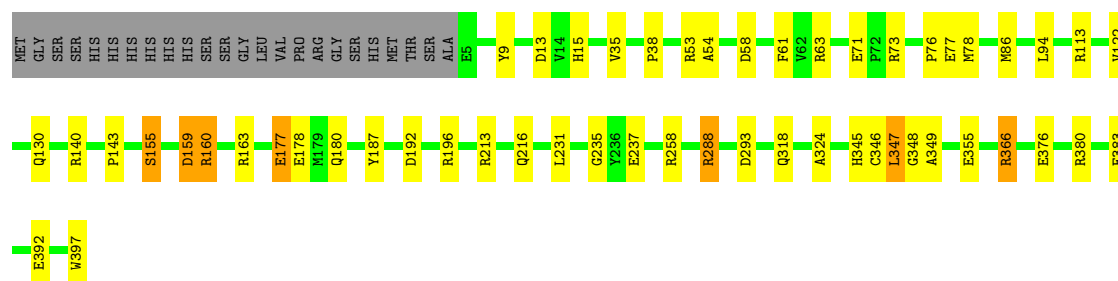 MET GLY SER SER HIS HIS HIS HIS HIS HIS SER SER GLY LEU VAL PRO ARG GLY SER HIS MET THR SER ALA E5 Y9 D13 V14 H15 V35 P38 R53 A54 D58 F61 V62 R63 E71 P72 R73 P76 E77 M78 M86 L94 R113
Q130 R140 P143 S155 D159 R160 R163 E177 E178 M179 Q180 Y187 D192 R196 R213 Q216 L231 G235 Y236 E237 R258 R288 D293 Q318 A324 H345 C346 L347 G348 A349 E355 R366 E376 R380
E392 W397